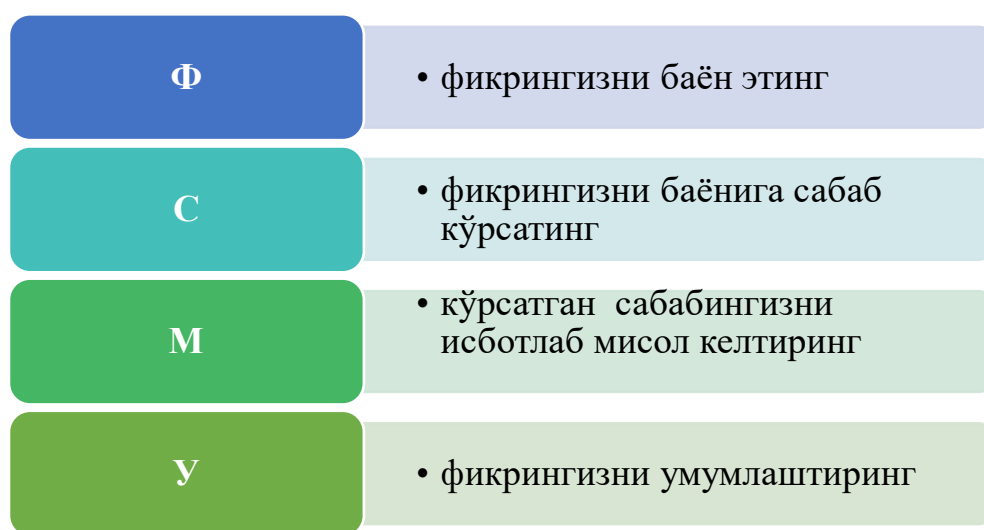 Ф
• фикрингизни баён этинг
С
• фикрингизни баёнига сабаб
кўрсатинг
М
• кўрсатган сабабингизни
исботлаб мисол келтиринг
У
• фикрингизни умумлаштиринг